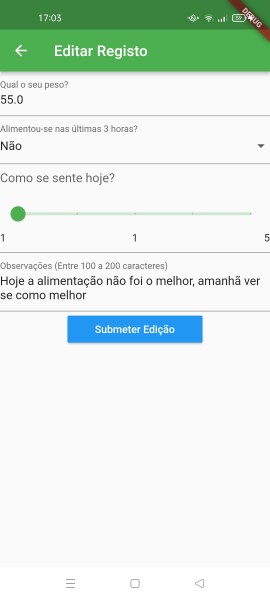 17:03
DEBUG
Editar Registo
Qual o seu peso?
55.0
Alimentou-se nas últimas 3 horas?
Não
Como se sente hoje?
1 1 5
Observações (Entre 100 a 200 caracteres)
Hoje a alimentação não foi o melhor, amanhã ver
se como melhor
Submeter Edição